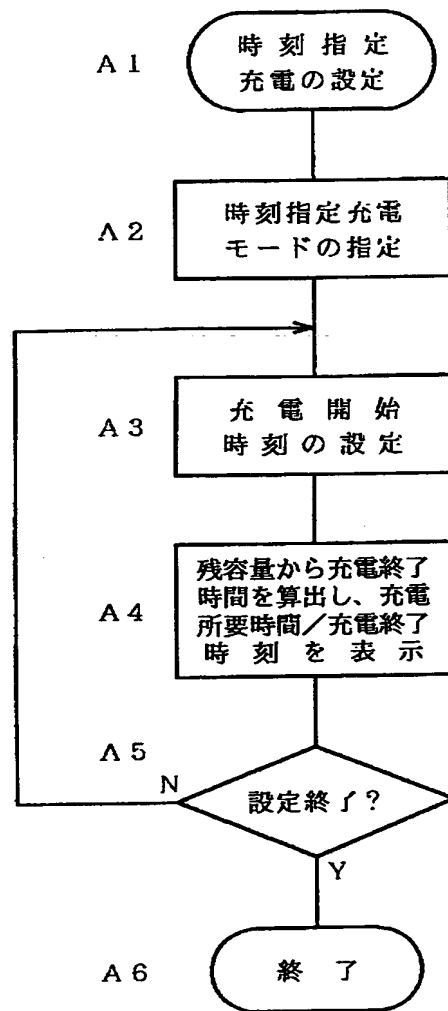 A1
時刻指定
充電の設定
A2
時刻指定充電
モードの指定
A3
充電開始
時刻の設定
A4
残容量から充電終了
時間を算出し、充電
所要時間／充電終了
時刻を表示
A5
N
設定終了?
Y
A6
終了